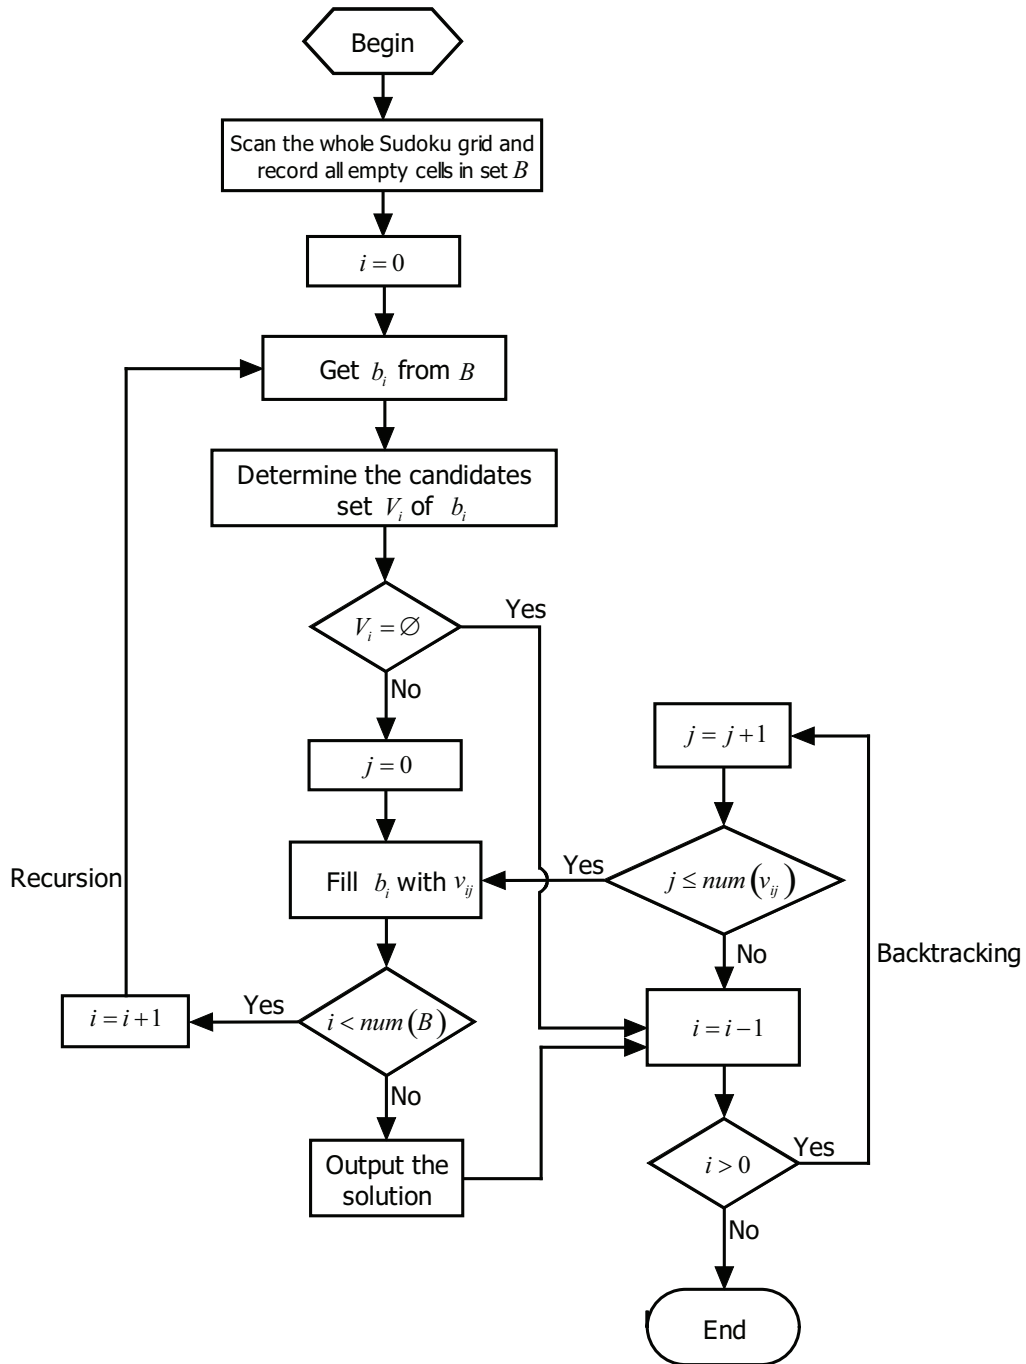 Begin
Scan the whole Sudoku grid and
record all empty cells in set B
i = 0
Get b_i from B
Determine the candidates
set V_i of b_i
V_i = ∅
Yes
No
j = 0
j = j + 1
Fill b_i with v_ij
Yes
j ≤ num(v_ij)
Recursion
No
Backtracking
i = i + 1
Yes
i < num(B)
i = i − 1
No
Output the
solution
i > 0
Yes
No
End